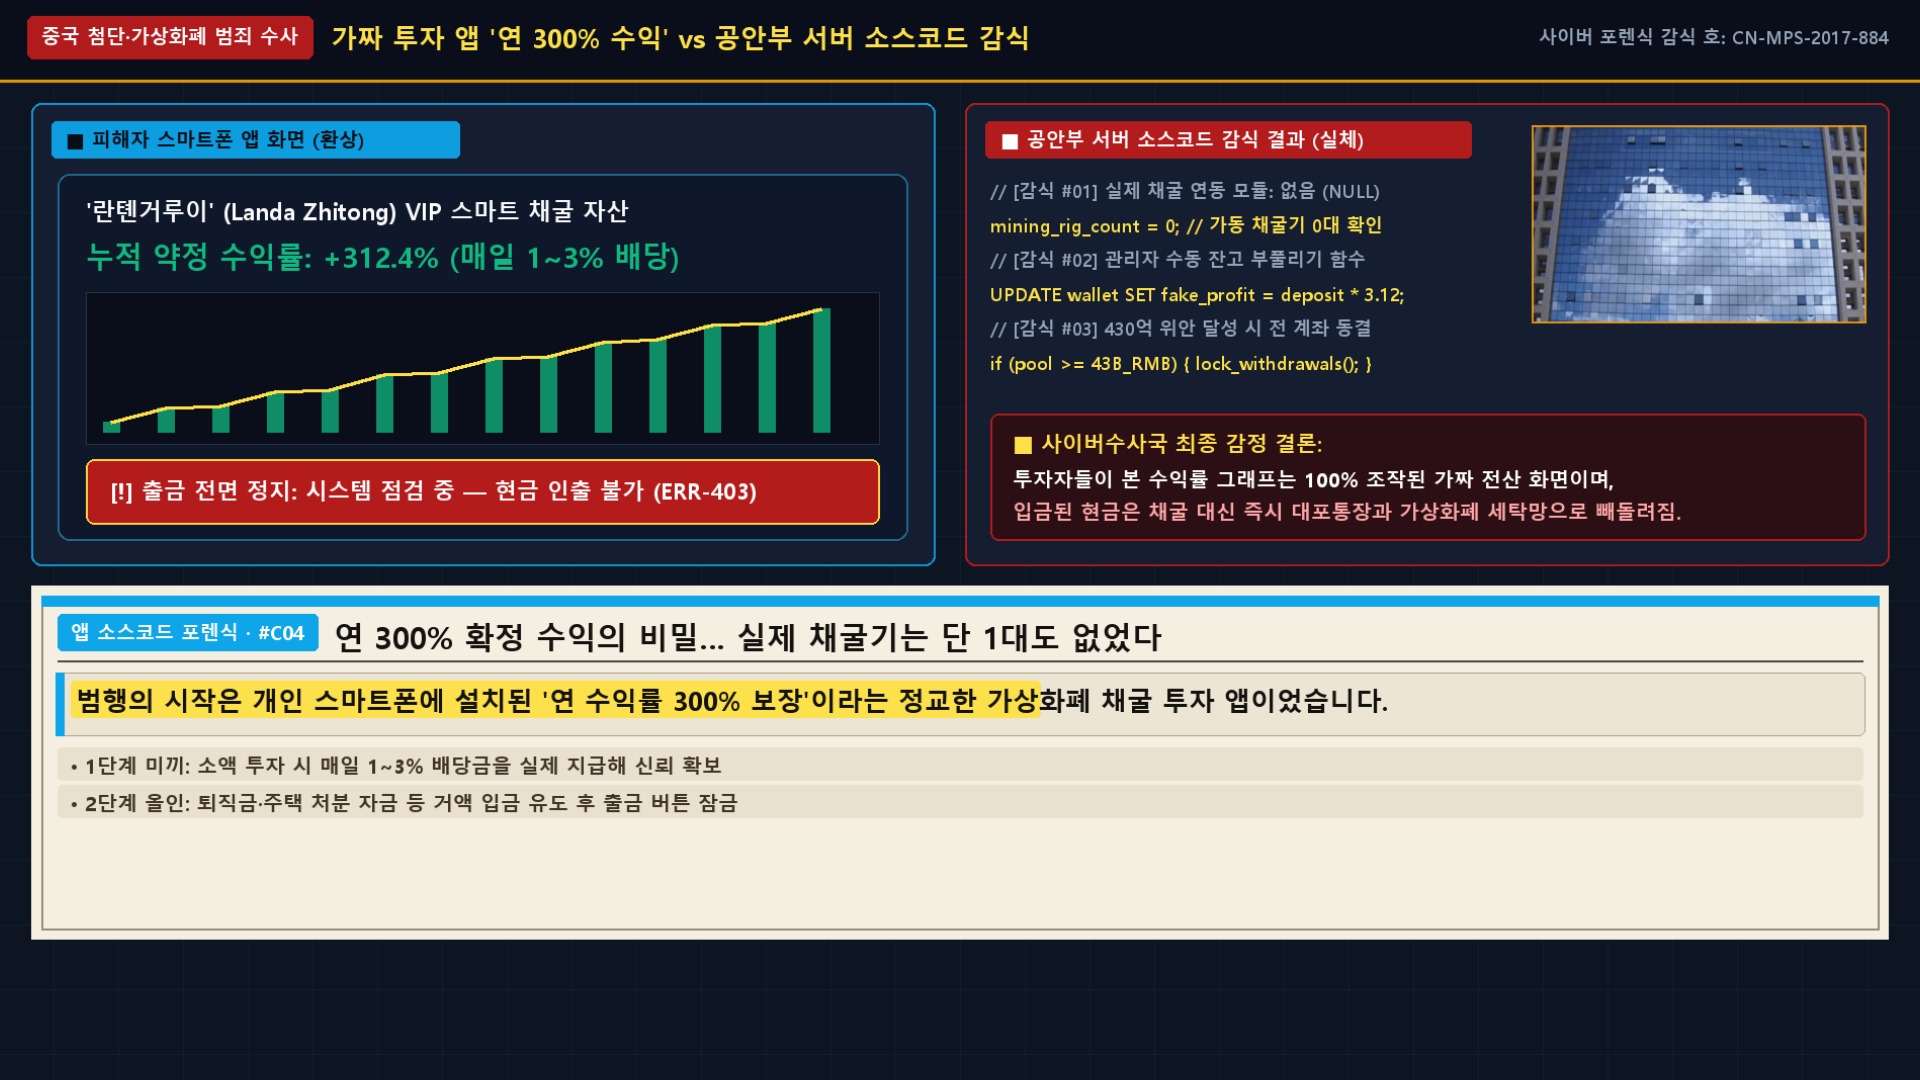 중국 첨단·가상화폐 범죄 수사
가짜 투자 앱 '연 300% 수익' vs 공안부 서버 소스코드 감식
사이버 포렌식 감식 호: CN-MPS-2017-884
■ 피해자 스마트폰 앱 화면 (환상)
'란톈거루이' (Landa Zhitong) VIP 스마트 채굴 자산
누적 약정 수익률: +312.4% (매일 1~3% 배당)
[!] 출금 전면 정지: 시스템 점검 중 — 현금 인출 불가 (ERR-403)
■ 공안부 서버 소스코드 감식 결과 (실체)
// [감식 #01] 실제 채굴 연동 모듈: 없음 (NULL)
mining_rig_count = 0; // 가동 채굴기 0대 확인
// [감식 #02] 관리자 수동 잔고 부풀리기 함수
UPDATE wallet SET fake_profit = deposit * 3.12;
// [감식 #03] 430억 위안 달성 시 전 계좌 동결
if (pool >= 43B_RMB) { lock_withdrawals(); }
■ 사이버수사국 최종 감정 결론:
투자자들이 본 수익률 그래프는 100% 조작된 가짜 전산 화면이며,
입금된 현금은 채굴 대신 즉시 대포통장과 가상화폐 세탁망으로 빼돌려짐.
앱 소스코드 포렌식 · #C04
연 300% 확정 수익의 비밀... 실제 채굴기는 단 1대도 없었다
범행의 시작은 개인 스마트폰에 설치된 '연 수익률 300% 보장'이라는 정교한 가상화폐 채굴 투자 앱이었습니다.
• 1단계 미끼: 소액 투자 시 매일 1~3% 배당금을 실제 지급해 신뢰 확보
• 2단계 올인: 퇴직금·주택 처분 자금 등 거액 입금 유도 후 출금 버튼 잠금